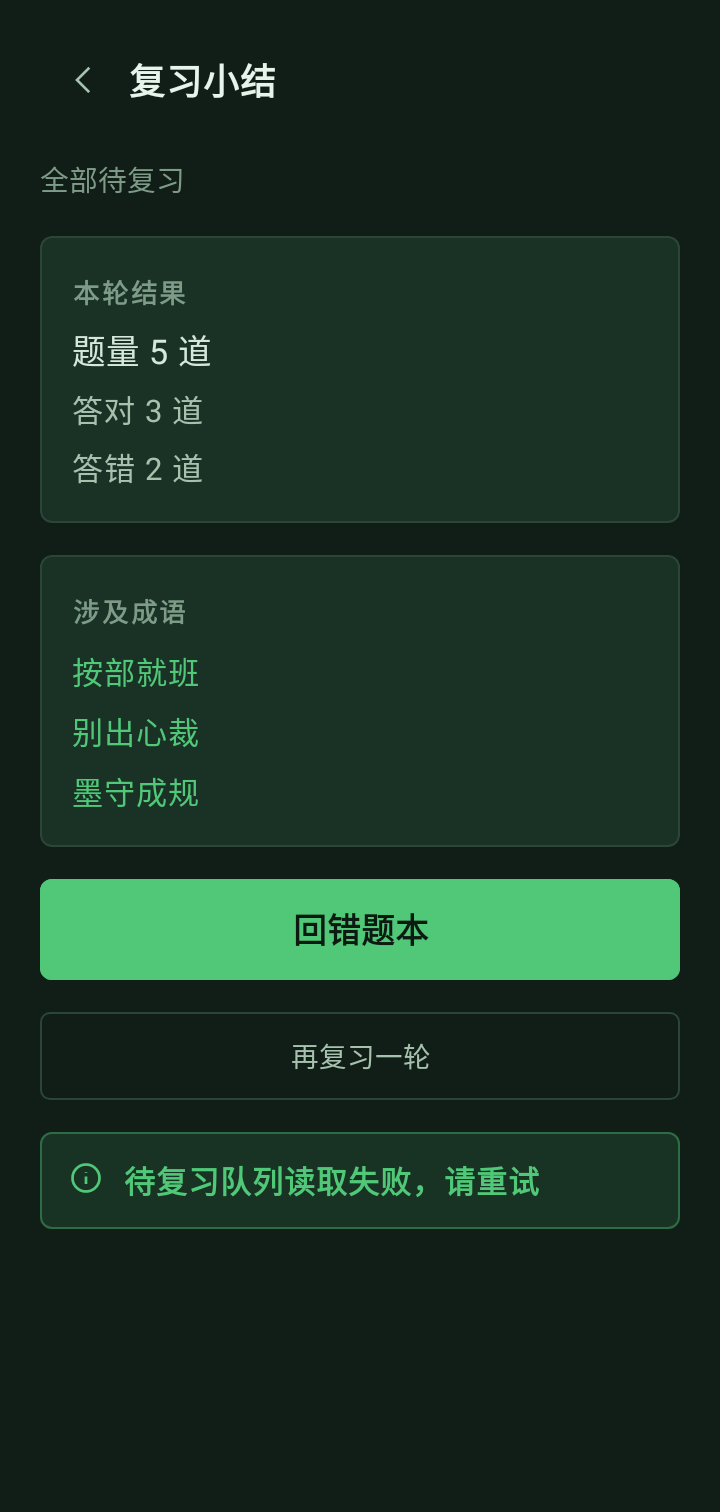 复习小结
全部待复习
本轮结果
题量 5 道
答对 3 道
答错 2 道
涉及成语
按部就班
别出心裁
墨守成规
回错题本
再复习一轮
待复习队列读取失败，请重试